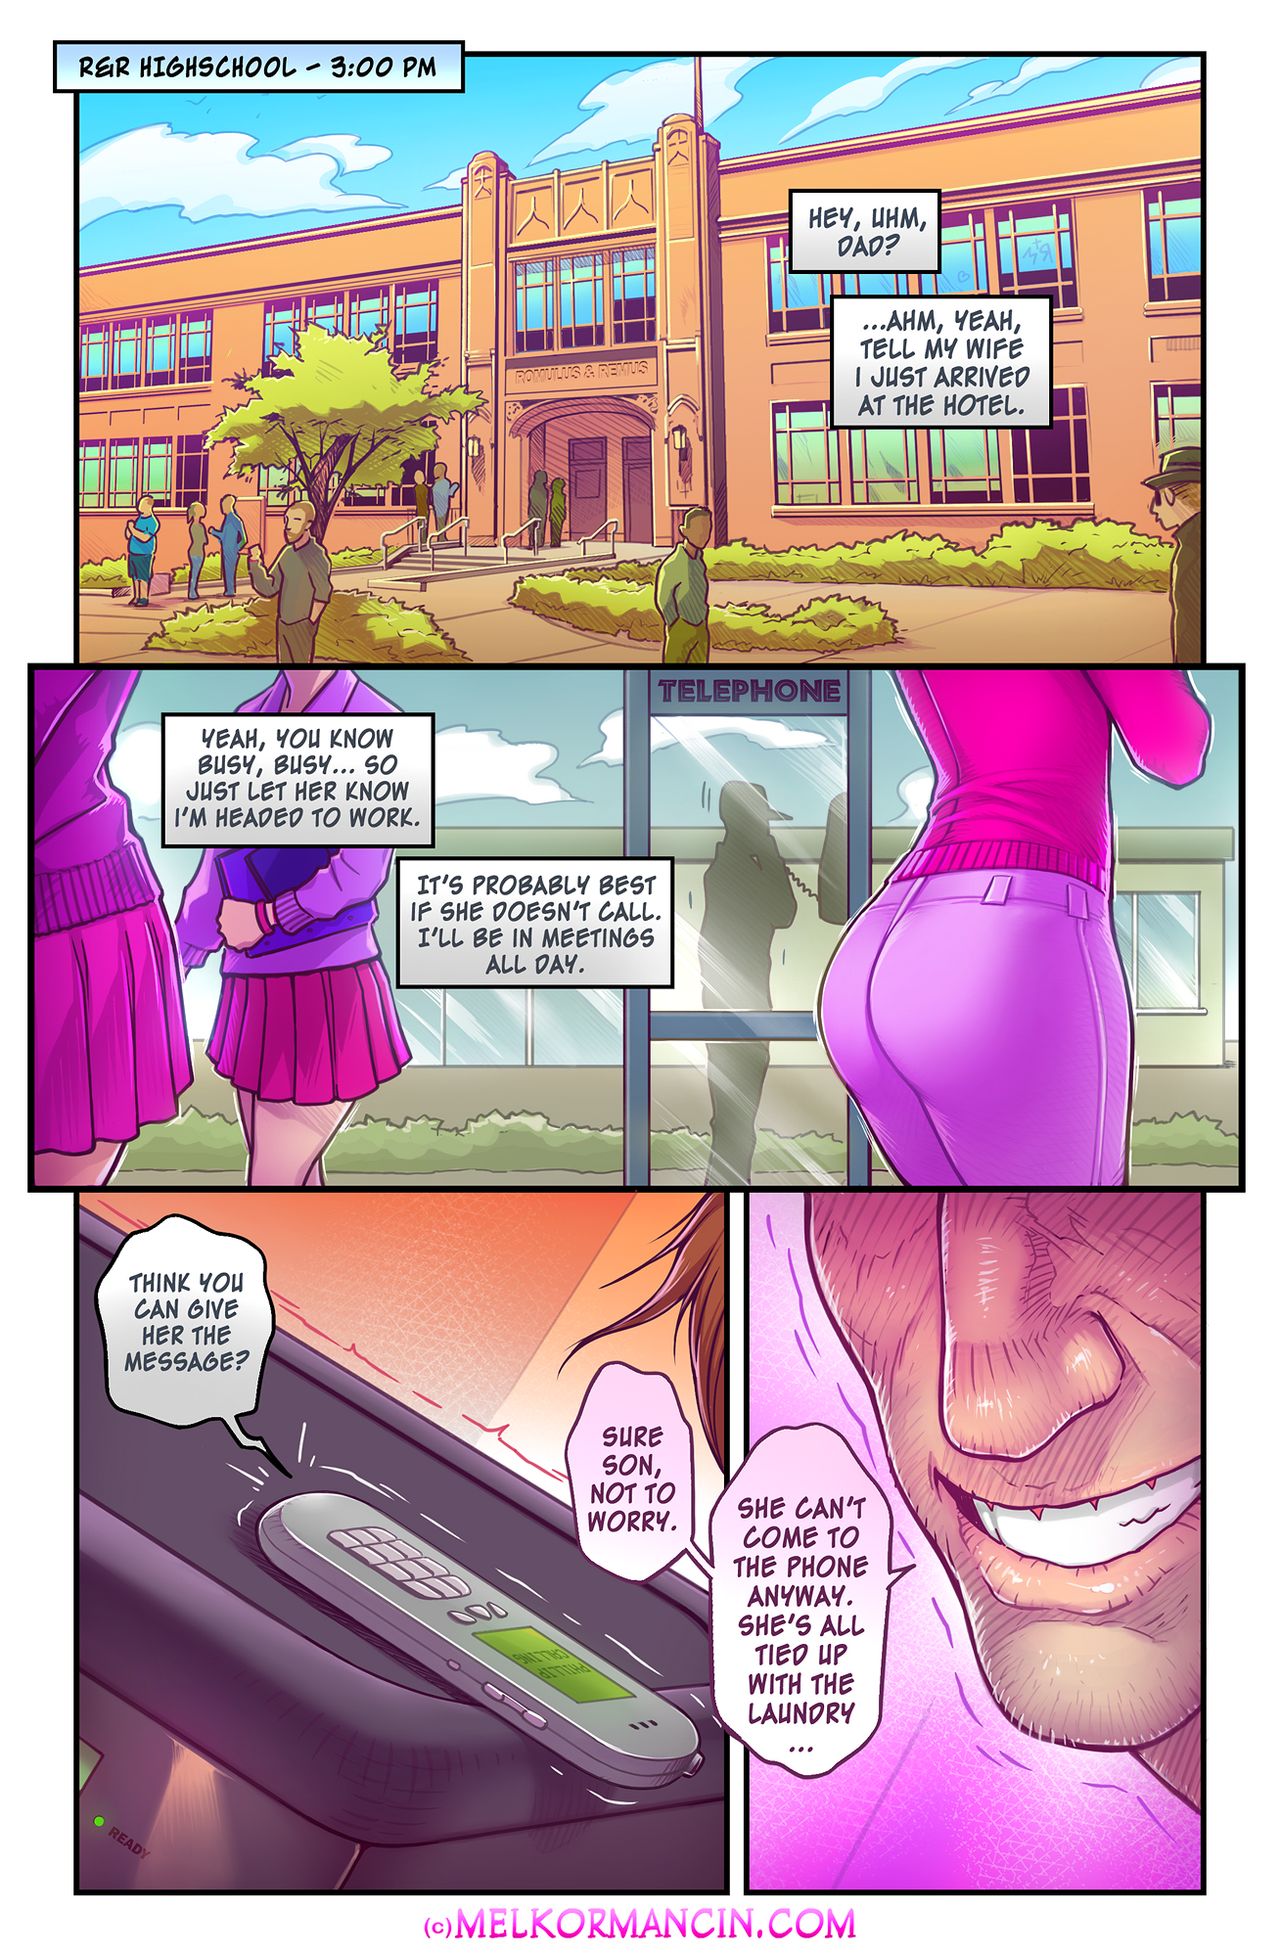 R&R HIGHSCHOOL - 3:00 PM
HEY, UHM,
DAD?
...AHM, YEAH,
TELL MY WIFE
I JUST ARRIVED
AT THE HOTEL.
ROMULUS & REMUS
TELEPHONE
YEAH, YOU KNOW
BUSY, BUSY... SO
JUST LET HER KNOW
I'M HEADED TO WORK.
IT'S PROBABLY BEST
IF SHE DOESN'T CALL.
I'LL BE IN MEETINGS
ALL DAY.
THINK YOU
CAN GIVE
HER THE
MESSAGE?
SURE
SON,
NOT TO
WORRY.
SHE CAN'T
COME TO
THE PHONE
ANYWAY.
SHE'S ALL
TIED UP
WITH THE
LAUNDRY
...
PHILLIP
CALLING
READY
(c)MELKORMANCIN.COM